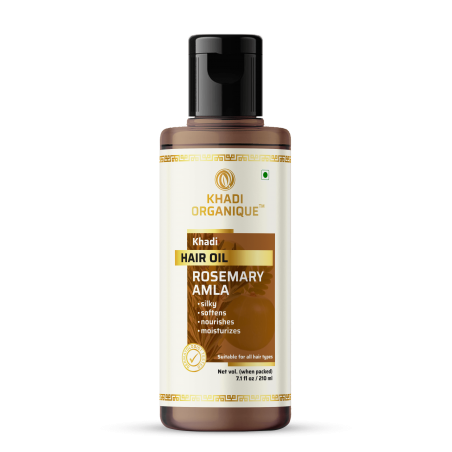 KHADI
ORGANIQUE™
Khadi
HAIR OIL
ROSEMARY
AMLA
•silky
•soffens
•nourishes
•moisturizes
Suitable for all hair types
Net vol. (when packed)
7.1 fl oz / 210 ml